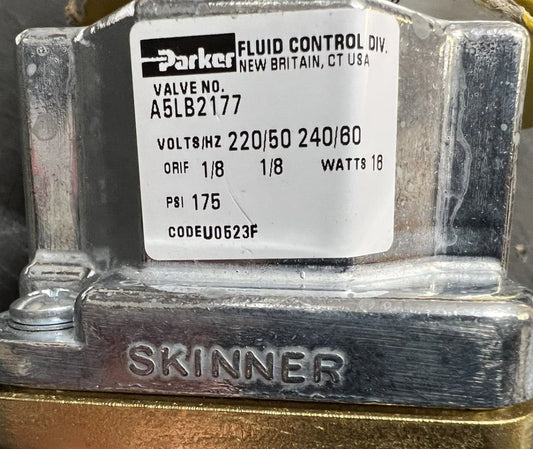 Parker FLUID CONTROL DIV.
NEW BRITAIN, CT USA
VALVE NO.
A5LB2177
VOLTS/HZ 220/50 240/60
ORIF 1/8 1/8 WATTS 16
PSI 175
CODEU0523F
SKINNER